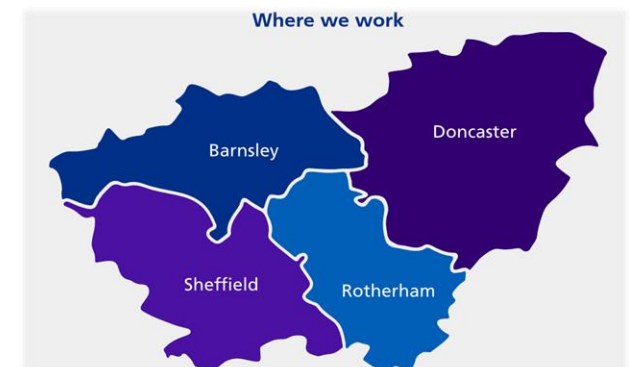 Where we work
Doncaster
Barnsley
Sheffield
Rotherham